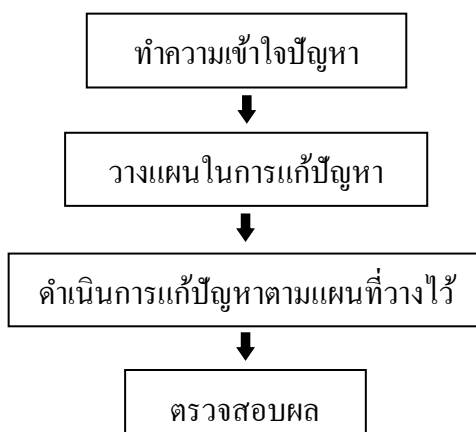 ทำความเข้าใจปัญหา
วางแผนในการแก้ปัญหา
ดำเนินการแก้ปัญหาตามแผนที่วางไว้
ตรวจสอบผล